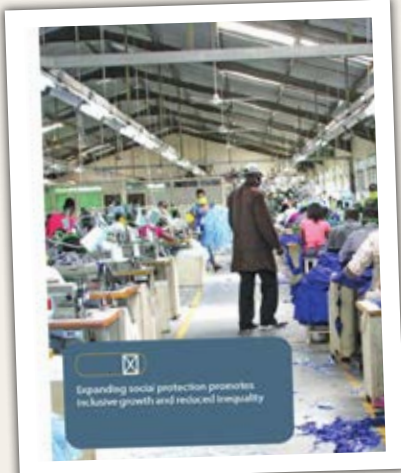 Expanding social protection promotes
inclusive growth and reduced inequality